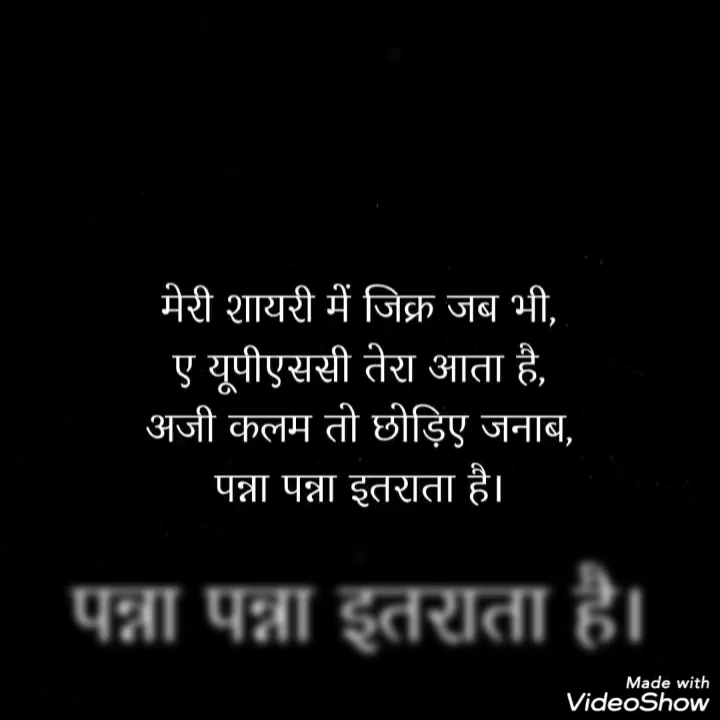 मेरी शायरी में जिक्र जब भी,
ए यूपीएससी तेरा आता है,
अजी कलम तो छोड़िए जनाब,
पन्ना पन्ना इतराता है।
पन्ना पन्ना इतराता है।
Made with
VideoShow